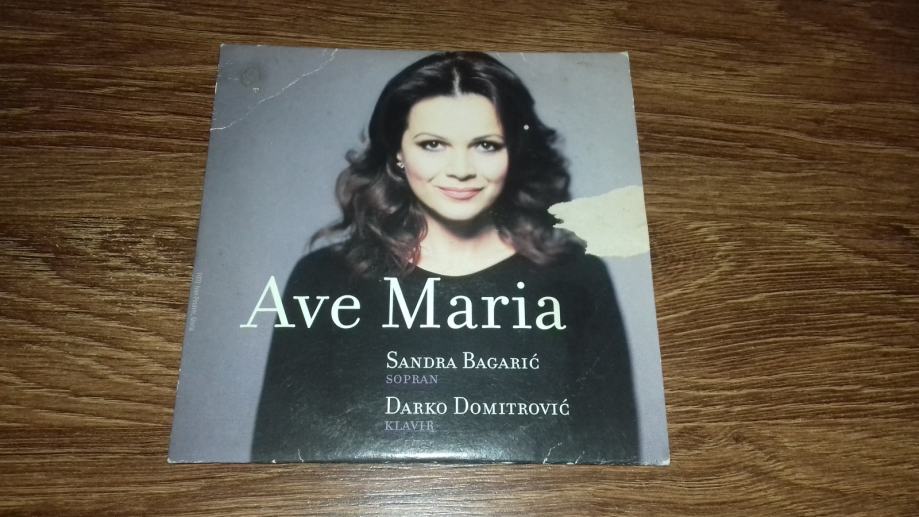 Ave Maria
SANDRA BAGARIĆ
SOPRAN
DARKO DOMITROVIĆ
KLAVIR